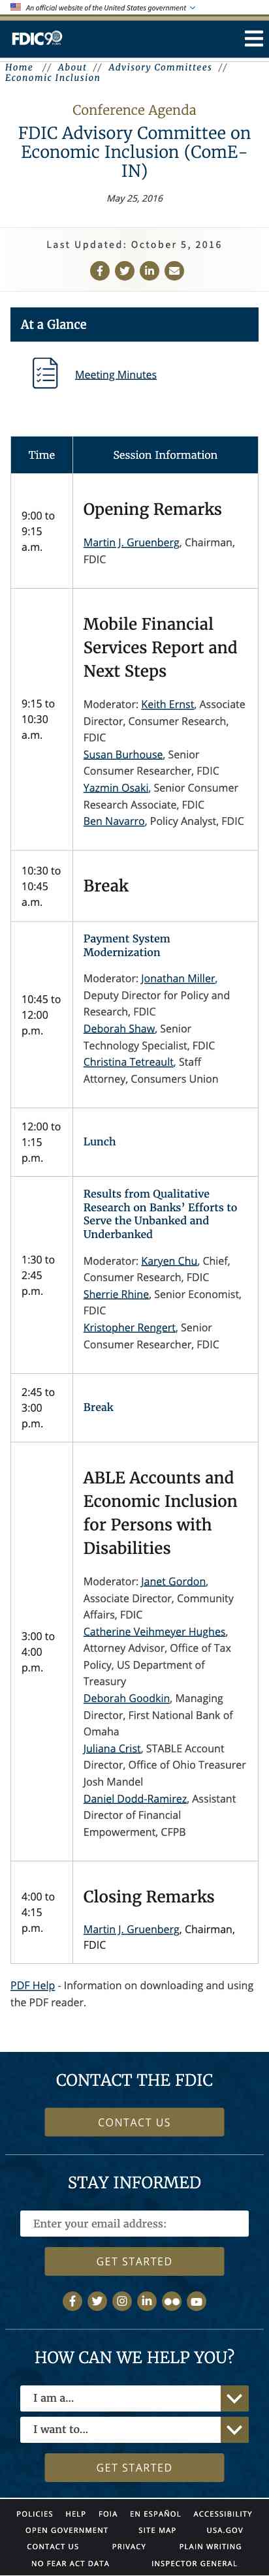 An official website of the United States government
FDIC 90
Home // About // Advisory Committees //
Economic Inclusion
Conference Agenda
FDIC Advisory Committee on
Economic Inclusion (ComE-
IN)
May 25, 2016
Last Updated: October 5, 2016
At a Glance
Meeting Minutes
Time
Session Information
9:00 to
9:15
a.m.
Opening Remarks
Martin J. Gruenberg, Chairman,
FDIC
9:15 to
10:30
a.m.
Mobile Financial
Services Report and
Next Steps
Moderator: Keith Ernst, Associate
Director, Consumer Research,
FDIC
Susan Burhouse, Senior
Consumer Researcher, FDIC
Yazmin Osaki, Senior Consumer
Research Associate, FDIC
Ben Navarro, Policy Analyst, FDIC
10:30 to
10:45
a.m.
Break
10:45 to
12:00
p.m.
Payment System
Modernization
Moderator: Jonathan Miller,
Deputy Director for Policy and
Research, FDIC
Deborah Shaw, Senior
Technology Specialist, FDIC
Christina Tetreault, Staff
Attorney, Consumers Union
12:00 to
1:15
p.m.
Lunch
1:30 to
2:45
p.m.
Results from Qualitative
Research on Banks’ Efforts to
Serve the Unbanked and
Underbanked
Moderator: Karyen Chu, Chief,
Consumer Research, FDIC
Sherrie Rhine, Senior Economist,
FDIC
Kristopher Rengert, Senior
Consumer Researcher, FDIC
2:45 to
3:00
p.m.
Break
3:00 to
4:00
p.m.
ABLE Accounts and
Economic Inclusion
for Persons with
Disabilities
Moderator: Janet Gordon,
Associate Director, Community
Affairs, FDIC
Catherine Veihmeyer Hughes,
Attorney Advisor, Office of Tax
Policy, US Department of
Treasury
Deborah Goodkin, Managing
Director, First National Bank of
Omaha
Juliana Crist, STABLE Account
Director, Office of Ohio Treasurer
Josh Mandel
Daniel Dodd-Ramirez, Assistant
Director of Financial
Empowerment, CFPB
4:00 to
4:15
p.m.
Closing Remarks
Martin J. Gruenberg, Chairman,
FDIC
PDF Help - Information on downloading and using
the PDF reader.
CONTACT THE FDIC
CONTACT US
STAY INFORMED
Enter your email address:
GET STARTED
HOW CAN WE HELP YOU?
I am a...
I want to...
GET STARTED
POLICIES HELP FOIA EN ESPAÑOL ACCESSIBILITY
OPEN GOVERNMENT SITE MAP USA.GOV
CONTACT US PRIVACY PLAIN WRITING
NO FEAR ACT DATA INSPECTOR GENERAL